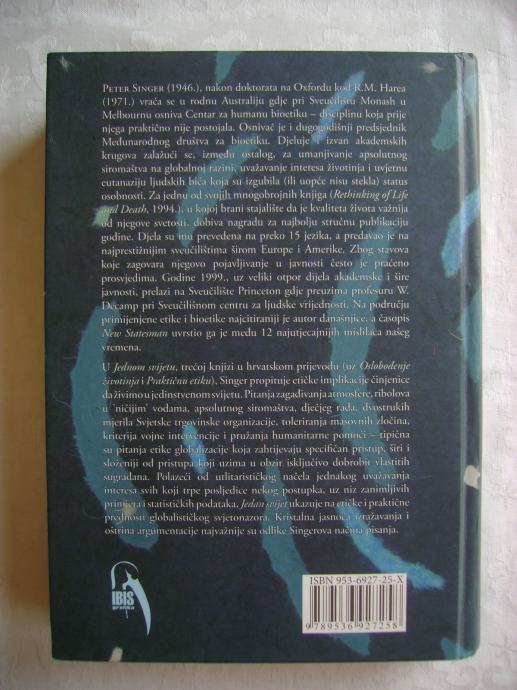 PETER SINGER (1946.), nakon doktorata na Oxfordu kod R.M. Harea
(1971.) vraća se u rodnu Australiju gdje pri Sveučilištu Monash u
Melbournu osniva Centar za humanu bioetiku – disciplinu koja prije
njega praktično nije postojala. Osnivač je i dugogodišnji predsjednik
Međunarodnog društva za bioetiku. Djeluje i izvan akademskih
krugova zalažući se, između ostalog, za umanjivanje apsolutnog
siromaštva na globalnoj razini, uvažavanje interesa životinja i uvjetnu
eutanaziju ljudskih bića koja su izgubila (ili uopće nisu stekla) status
osobnosti. Za jednu od svojih mnogobrojnih knjiga (Rethinking of Life
and Death, 1994.), u kojoj brani stajalište da je kvaliteta života važnija
od njegove svetosti, dobiva nagradu za najbolju stručnu publikaciju
godine. Djela su mu prevedena na preko 15 jezika, a predavao je na
najprestižnijim sveučilištima širom Europe i Amerike. Zbog stavova
koje zagovara njegovo pojavljivanje u javnosti često je praćeno
prosvjedima. Godine 1999., uz veliki otpor dijela akademske i šire
javnosti, prelazi na Sveučilište Princeton gdje preuzima profesuru W.
Decamp pri Sveučilišnom centru za ljudske vrijednosti. Na području
primijenjene etike i bioetike najcitiraniji je autor današnjice, a časopis
New Statesman uvrstio ga je među 12 najutjecajnijih mislilaca našeg
vremena.
U Jednom svijetu, trećoj knjizi u hrvatskom prijevodu (uz Oslobođenje
životinja i Praktičnu etiku), Singer propituje etičke implikacije činjenice
da živimo u jedinstvenom svijetu. Pitanja zagađivanja atmosfere, ribolova
u 'ničijim' vodama, apsolutnog siromaštva, dječjeg rada, dvostrukih
mjerila Svjetske trgovinske organizacije, toleriranja masovnih zločina,
kriterija vojne intervencije i pružanja humanitarne pomoći – tipična
su pitanja etike globalizacije koja zahtijevaju specifičan pristup, širi i
složeniji od pristupa koji uzima u obzir isključivo dobrobit vlastitih
sugrađana. Polazeći od utilitarističkog načela jednakog uvažavanja
interesa svih koji trpe posljedice nekog postupka, uz niz zanimljivih
primjera i statističkih podataka, Jedan svijet ukazuje na etičke i praktične
prednosti globalističkog svjetonazora. Kristalna jasnoća izražavanja i
oštrina argumentacije najvažnije su odlike Singerova načina pisanja.
IBIS
grafika
ISBN 953-6927-25-X
9 789536 927258